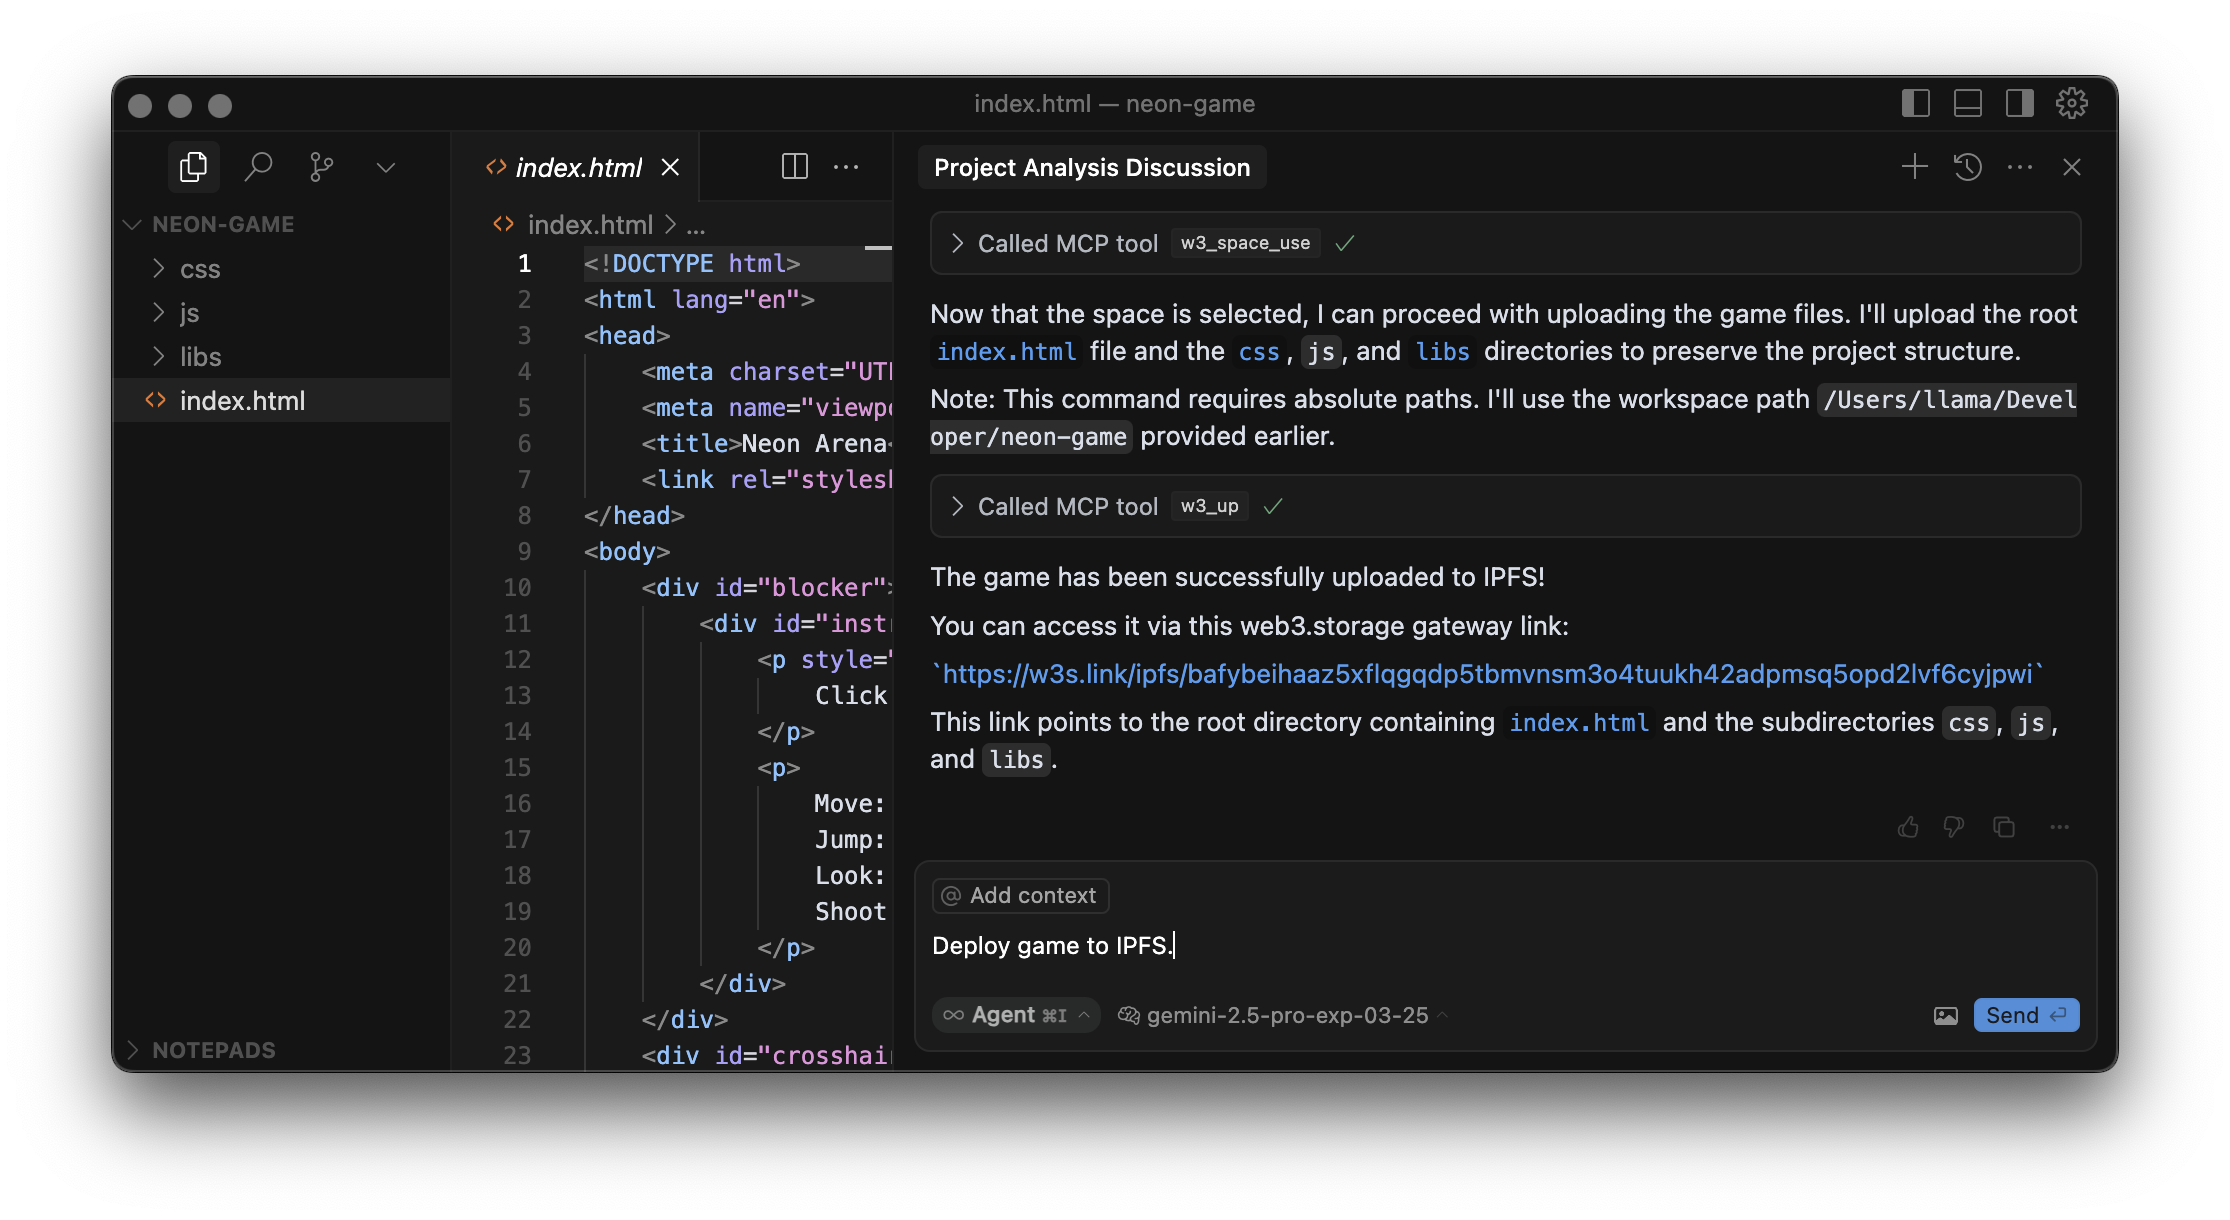 index.html — neon-game
NEON-GAME
css
js
libs
index.html
NOTEPADS
index.html
index.html > ...
1 <!DOCTYPE html>
2 <html lang="en">
3 <head>
4 <meta charset="UTF
5 <meta name="viewpo
6 <title>Neon Arena<
7 <link rel="stylesh
8 </head>
9 <body>
10 <div id="blocker">
11 <div id="instr
12 <p style="
13 Click
14 </p>
15 <p>
16 Move:
17 Jump:
18 Look:
19 Shoot
20 </p>
21 </div>
22 </div>
23 <div id="crosshair
Project Analysis Discussion
Called MCP tool w3_space_use
Now that the space is selected, I can proceed with uploading the game files. I'll upload the root
index.html file and the css, js, and libs directories to preserve the project structure.
Note: This command requires absolute paths. I'll use the workspace path /Users/llama/Devel
oper/neon-game provided earlier.
Called MCP tool w3_up
The game has been successfully uploaded to IPFS!
You can access it via this web3.storage gateway link:
`https://w3s.link/ipfs/bafybeihaaz5xflqgqdp5tbmvnsm3o4tuukh42adpmsq5opd2lvf6cyjpwi`
This link points to the root directory containing index.html and the subdirectories css, js,
and libs.
@ Add context
Deploy game to IPFS.
∞ Agent ⌘I
gemini-2.5-pro-exp-03-25
Send ↩